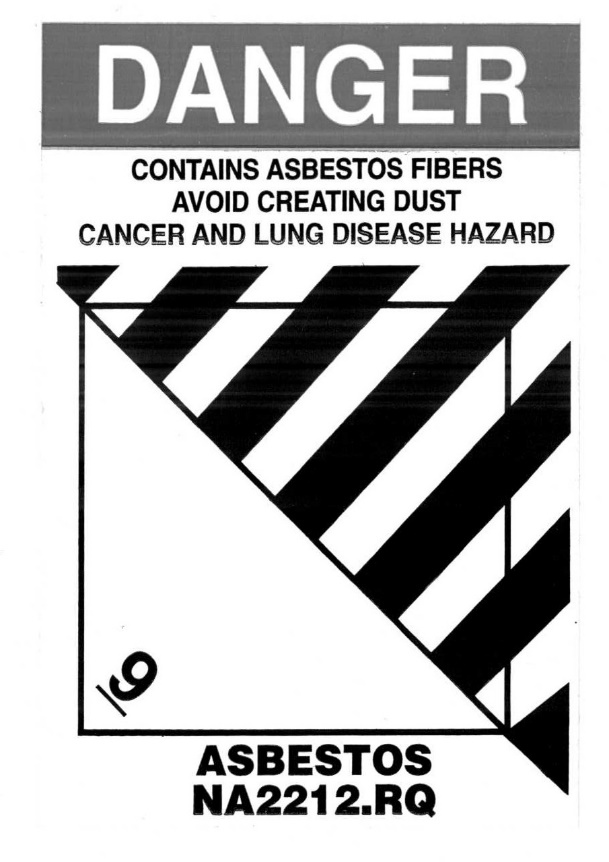 DANGER
CONTAINS ASBESTOS FIBERS
AVOID CREATING DUST
CANCER AND LUNG DISEASE HAZARD
9
ASBESTOS
NA2212.RQ